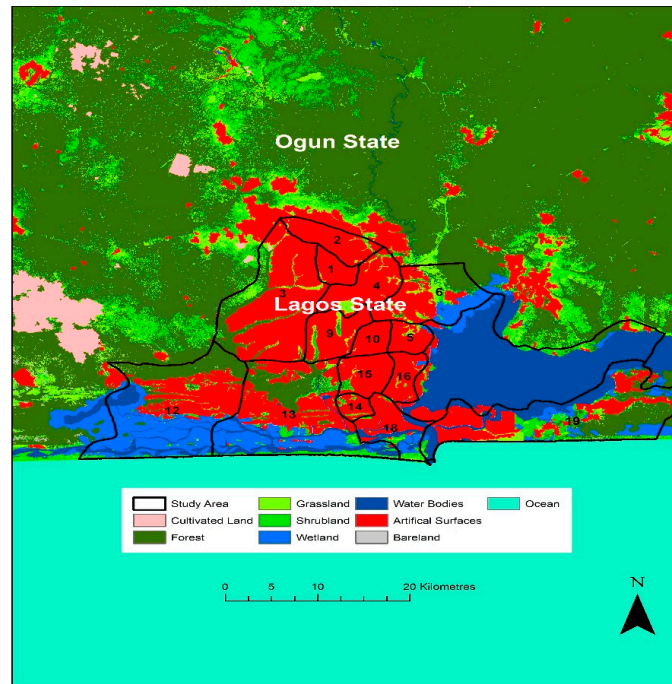 Ogun State
2
1
4
6
3
Lagos State
9
10
5
15
16
12
13
14
18
19
Study Area
Grassland
Water Bodies
Ocean
Cultivated Land
Shrubland
Artifical Surfaces
Forest
Wetland
Bareland
0 5 10 20 Kilometres
N